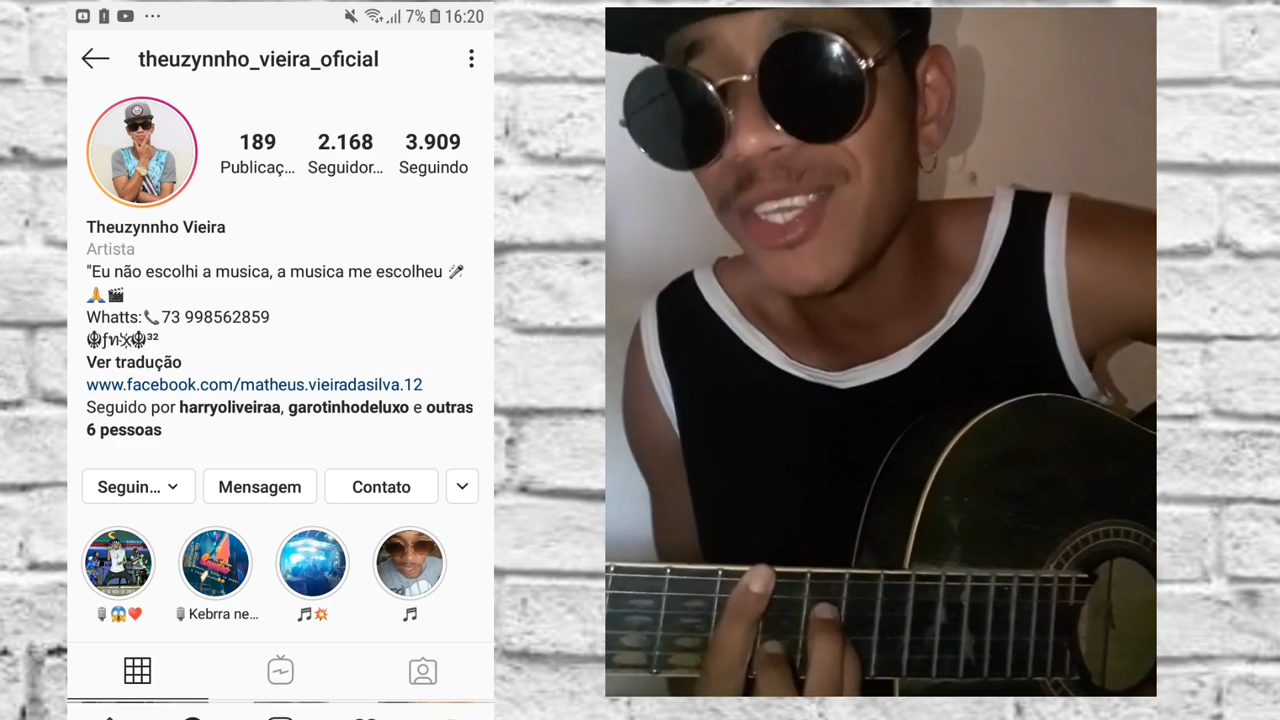 7% 16:20
theuzynnho_vieira_oficial
189 2.168 3.909
Publicaç... Seguidor... Seguindo
Theuzynnho Vieira
Artista
"Eu não escolhi a musica, a musica me escolheu 🎤
🙏🎬
Whatts:📞73 998562859
Ver tradução
www.facebook.com/matheus.vieiradasilva.12
Seguido por harryoliveiraa, garotinhodeluxo e outras
6 pessoas
Seguin... Mensagem Contato
🎙😱❤️ 🎙Kebrra ne... 🎵💥 🎵